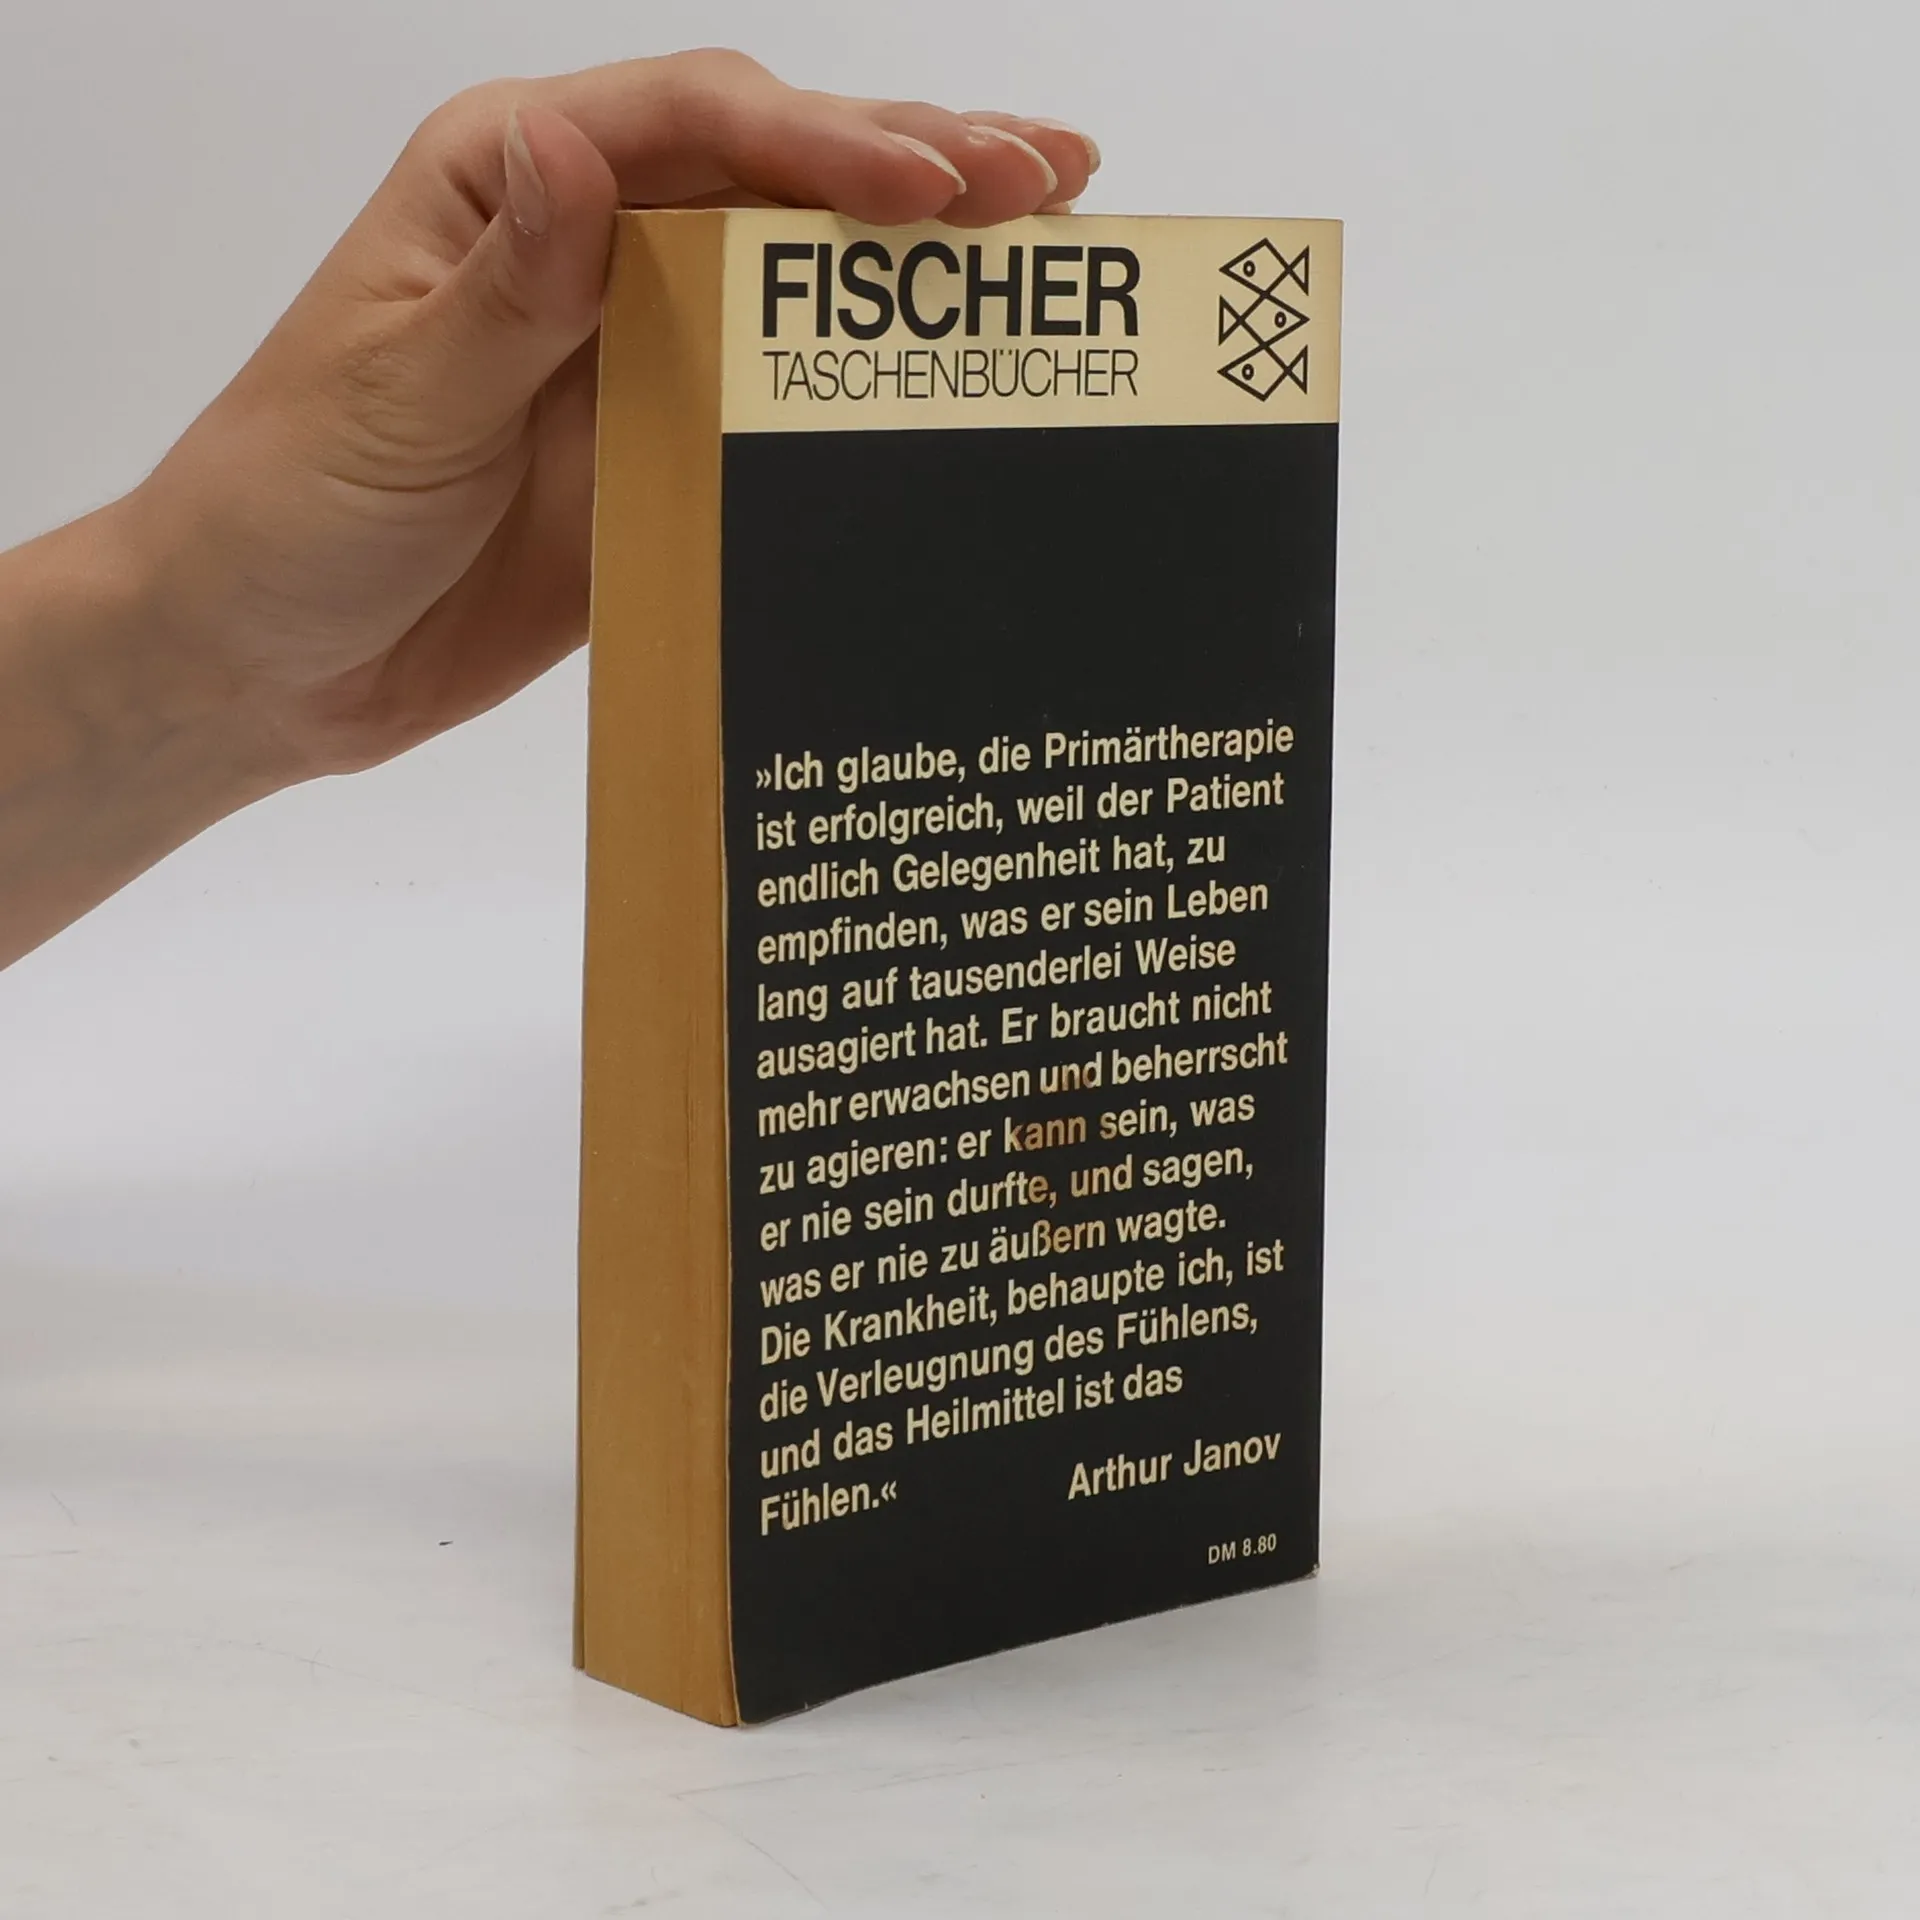 FISCHER
TASCHENBÜCHER
»Ich glaube, die Primärtherapie
ist erfolgreich, weil der Patient
endlich Gelegenheit hat, zu
empfinden, was er sein Leben
lang auf tausenderlei Weise
ausagiert hat. Er braucht nicht
mehr erwachsen und beherrscht
zu agieren: er kann sein, was
er nie sein durfte, und sagen,
was er nie zu äußern wagte.
Die Krankheit, behaupte ich, ist
die Verleugnung des Fühlens,
und das Heilmittel ist das
Fühlen.«
Arthur Janov
DM 8.80